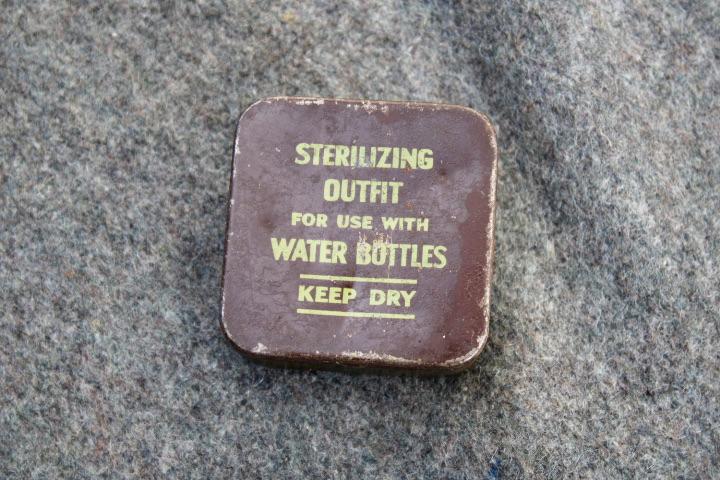 STERILIZING
OUTFIT
FOR USE WITH
WATER BOTTLES
KEEP DRY